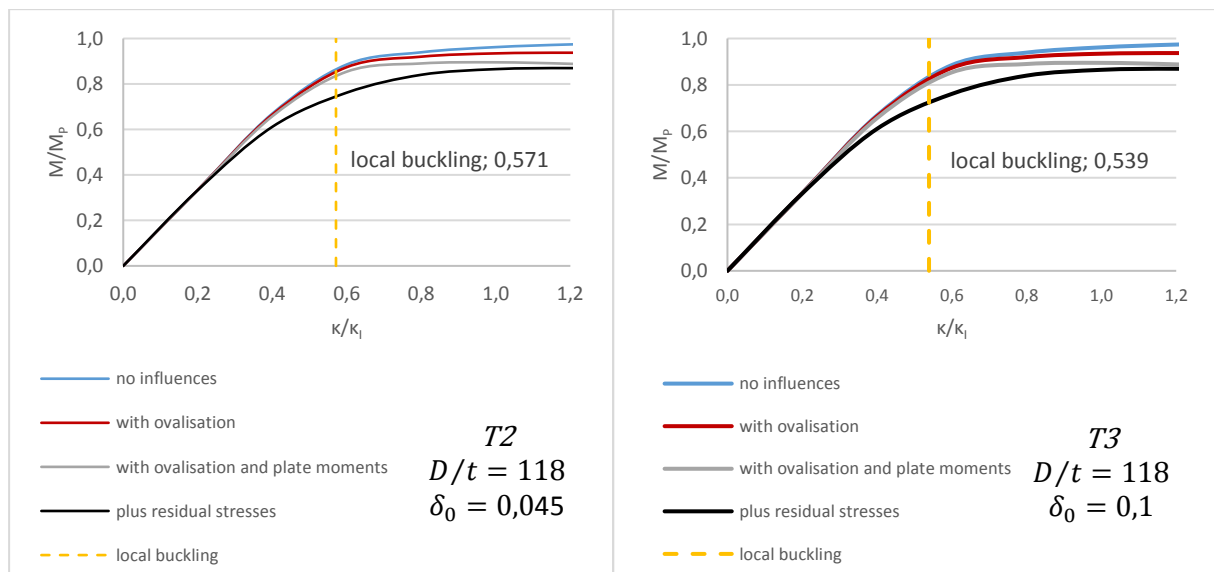 1,0
0,8
0,6
0,4
0,2
0,0
M/Mₚ
local buckling; 0,571
0,0 0,2 0,4 0,6 0,8 1,0 1,2
κ/κₗ
no influences
with ovalisation
with ovalisation and plate moments
plus residual stresses
local buckling
T2
D/t = 118
δ₀ = 0,045
1,0
0,8
0,6
0,4
0,2
0,0
M/Mₚ
local buckling; 0,539
0,0 0,2 0,4 0,6 0,8 1,0 1,2
κ/κₗ
no influences
with ovalisation
with ovalisation and plate moments
plus residual stresses
local buckling
T3
D/t = 118
δ₀ = 0,1